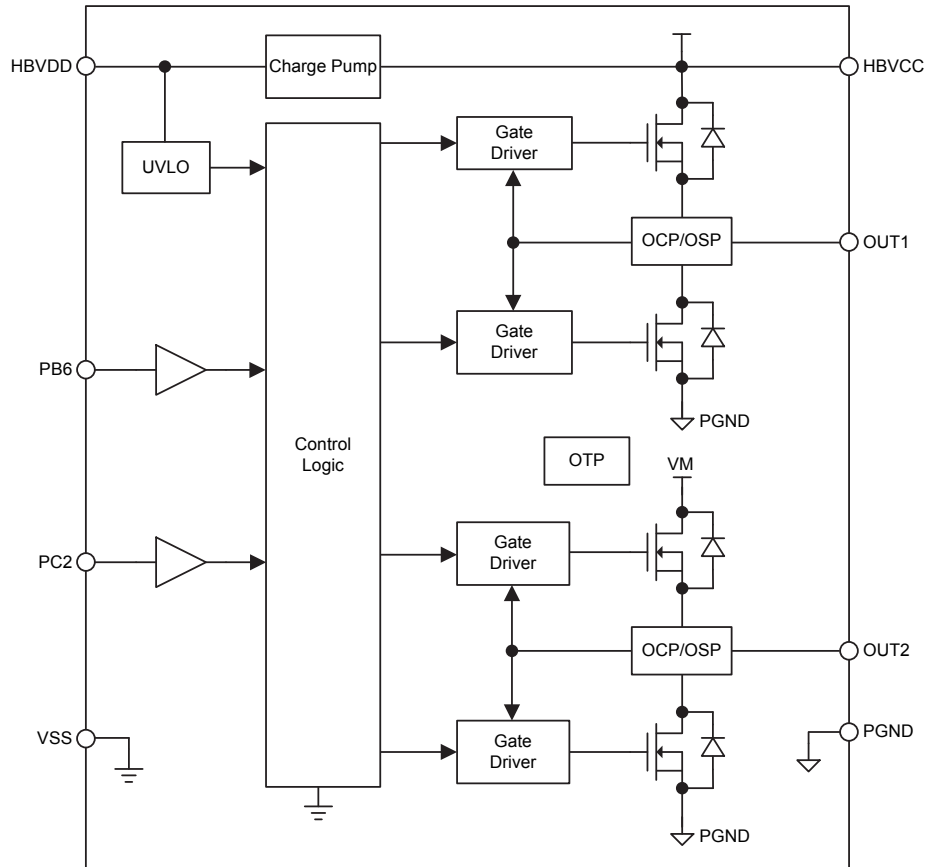 HBVDD
Charge Pump
HBVCC
UVLO
Gate
Driver
OCP/OSP
OUT1
Gate
Driver
PB6
PGND
Control
Logic
OTP
VM
PC2
Gate
Driver
OCP/OSP
OUT2
VSS
Gate
Driver
PGND
PGND